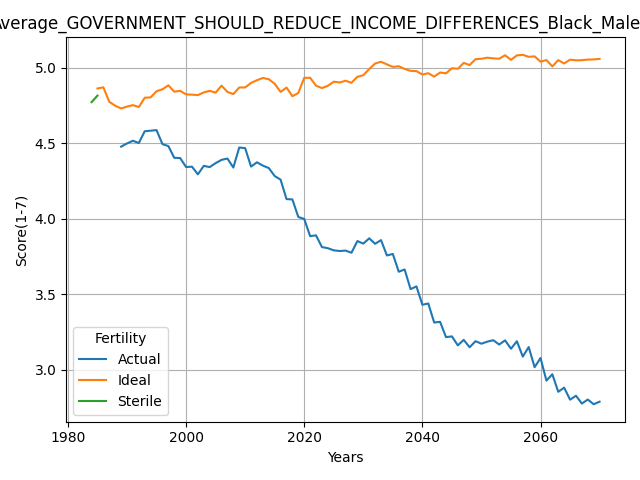 Average_GOVERNMENT_SHOULD_REDUCE_INCOME_DIFFERENCES_Black_Male
5.0
4.5
4.0
3.5
3.0
Score(1-7)
Fertility
Actual
Ideal
Sterile
1980 2000 2020 2040 2060
Years